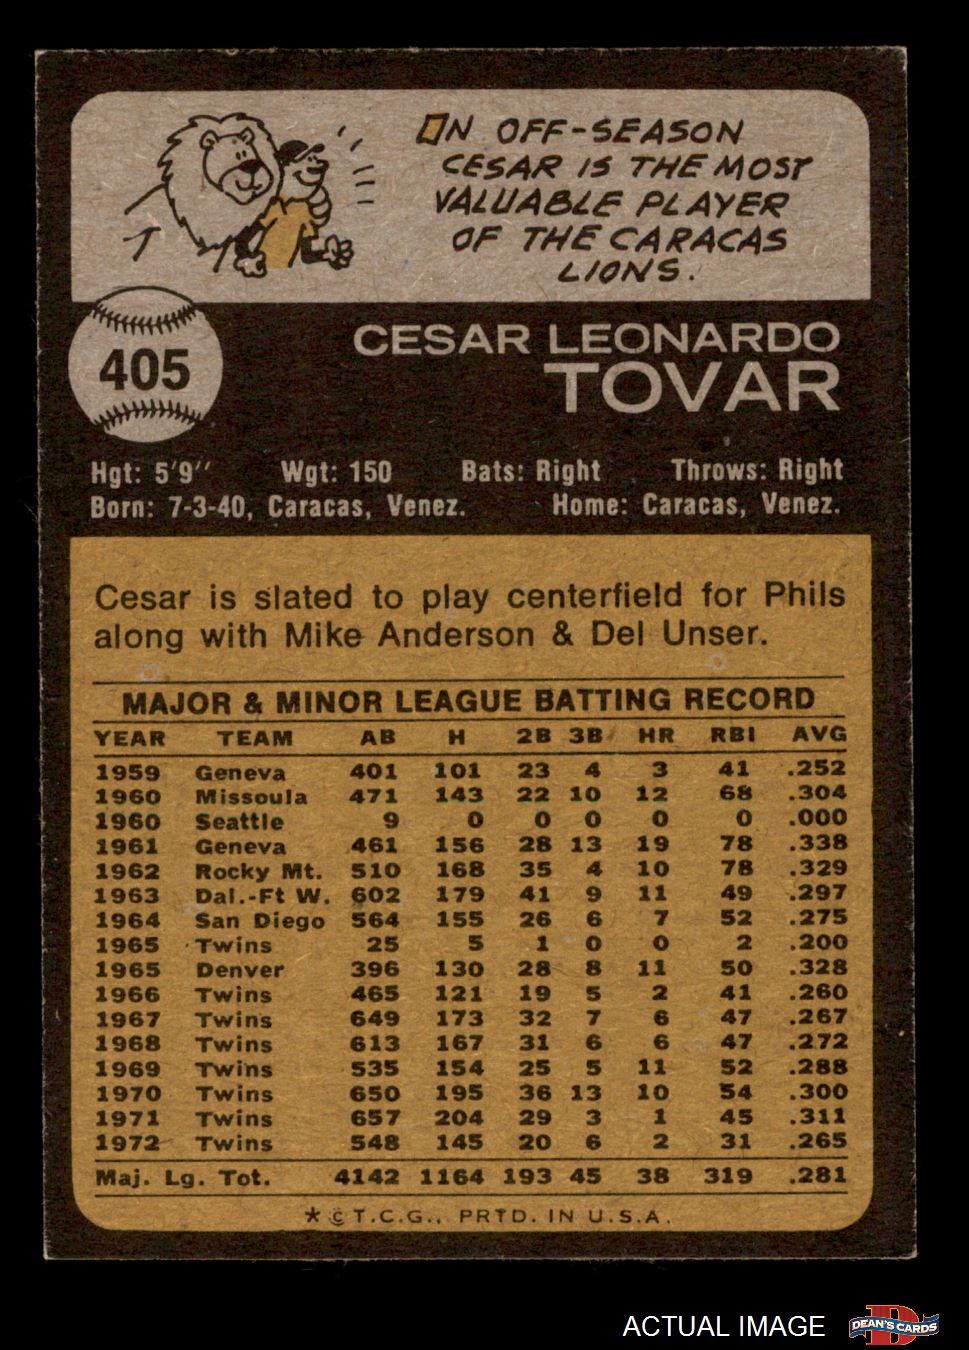 IN OFF-SEASON
CESAR IS THE MOST
VALUABLE PLAYER
OF THE CARACAS
LIONS.
405
CESAR LEONARDO
TOVAR
Hgt: 5'9'' Wgt: 150 Bats: Right Throws: Right
Born: 7-3-40, Caracas, Venez. Home: Caracas, Venez.
Cesar is slated to play centerfield for Phils
along with Mike Anderson & Del Unser.
MAJOR & MINOR LEAGUE BATTING RECORD
YEAR TEAM AB H 2B 3B HR RBI AVG
1959 Geneva 401 101 23 4 3 41 .252
1960 Missoula 471 143 22 10 12 68 .304
1960 Seattle 9 0 0 0 0 0 .000
1961 Geneva 461 156 28 13 19 78 .338
1962 Rocky Mt. 510 168 35 4 10 78 .329
1963 Dal.-Ft W. 602 179 41 9 11 49 .297
1964 San Diego 564 155 26 6 7 52 .275
1965 Twins 25 5 1 0 0 2 .200
1965 Denver 396 130 28 8 11 50 .328
1966 Twins 465 121 19 5 2 41 .260
1967 Twins 649 173 32 7 6 47 .267
1968 Twins 613 167 31 6 6 47 .272
1969 Twins 535 154 25 5 11 52 .288
1970 Twins 650 195 36 13 10 54 .300
1971 Twins 657 204 29 3 1 45 .311
1972 Twins 548 145 20 6 2 31 .265
Maj. Lg. Tot. 4142 1164 193 45 38 319 .281
* © T.C.G., PRTD. IN U.S.A.
ACTUAL IMAGE
D
DEAN'S CARDS